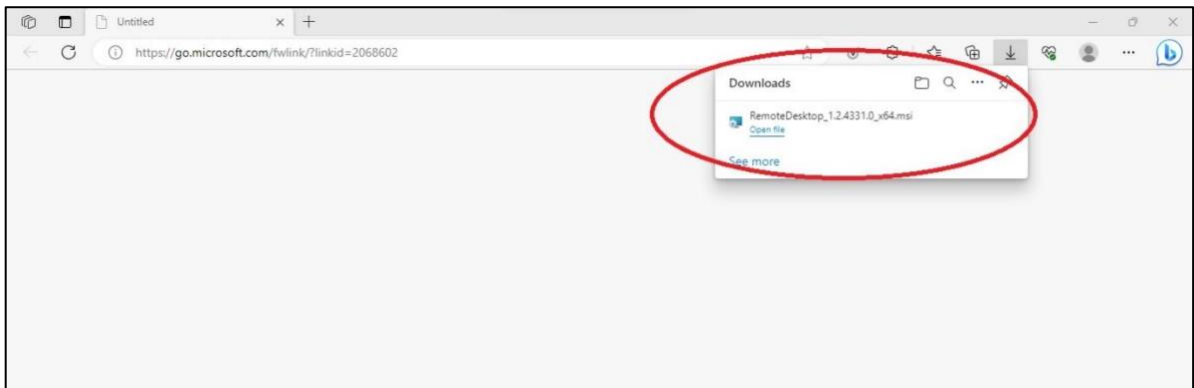 Untitled
https://go.microsoft.com/fwlink/?linkid=2068602
Downloads
RemoteDesktop_1.2.4331.0_x64.msi
Open file
See more